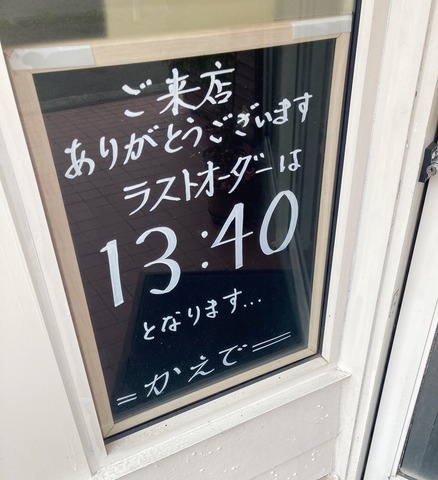 ご来店
ありがとうございます
ラストオーダーは
13:40
となります...
=かえで=